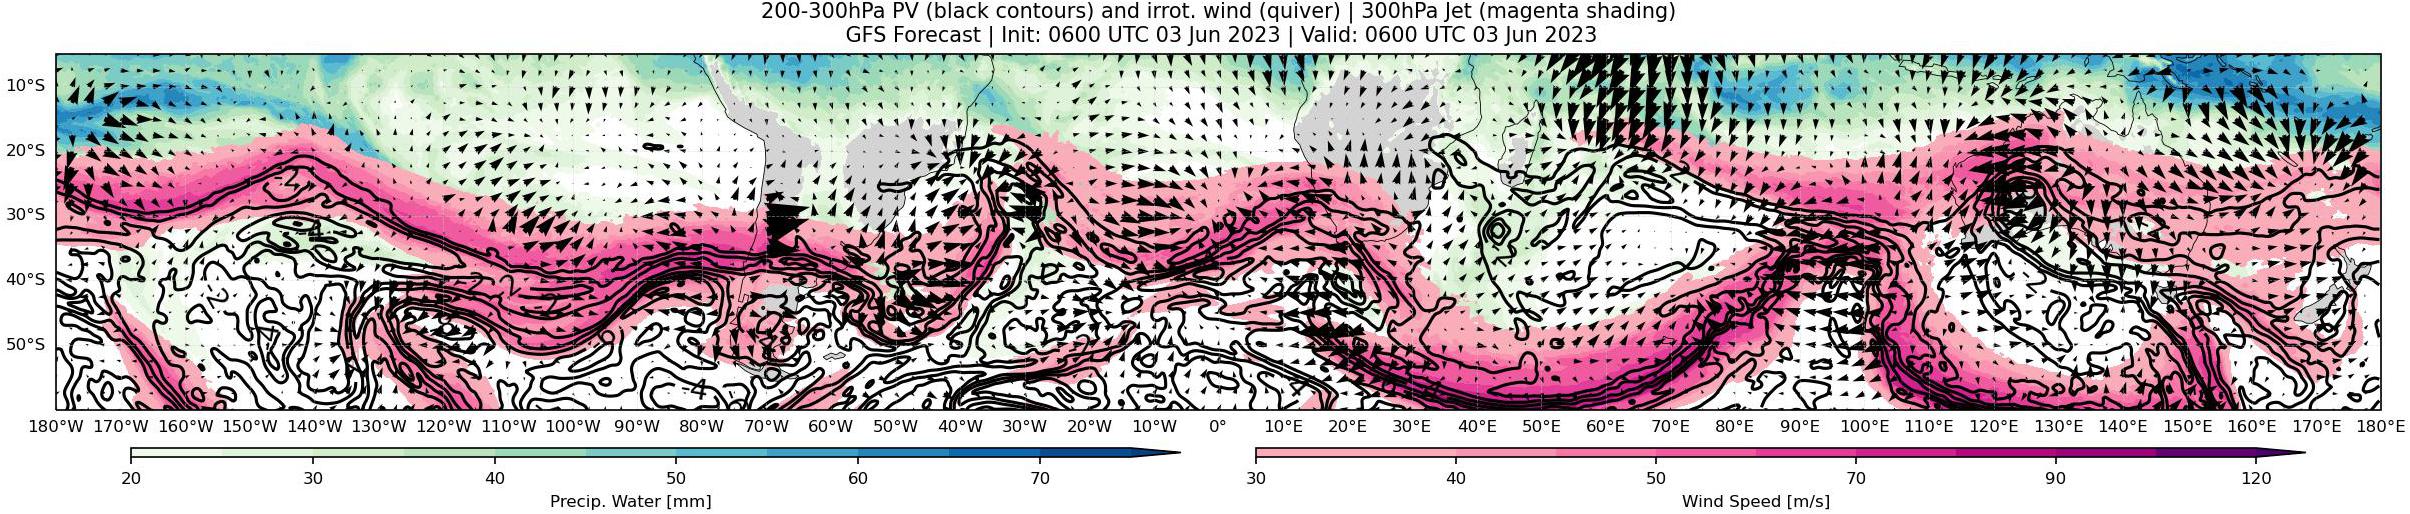 200-300hPa PV (black contours) and irrot. wind (quiver) | 300hPa Jet (magenta shading)
GFS Forecast | Init: 0600 UTC 03 Jun 2023 | Valid: 0600 UTC 03 Jun 2023
10°S
20°S
30°S
40°S
50°S
-4
180°W 170°W 160°W 150°W 140°W 130°W 120°W 110°W 100°W 90°W 80°W 70°W 60°W 50°W 40°W 30°W 20°W 10°W 0° 10°E 20°E 30°E 40°E 50°E 60°E 70°E 80°E 90°E 100°E 110°E 120°E 130°E 140°E 150°E 160°E 170°E 180°E
20 30 40 50 60 70
Precip. Water [mm]
30 40 50 70 90 120
Wind Speed [m/s]